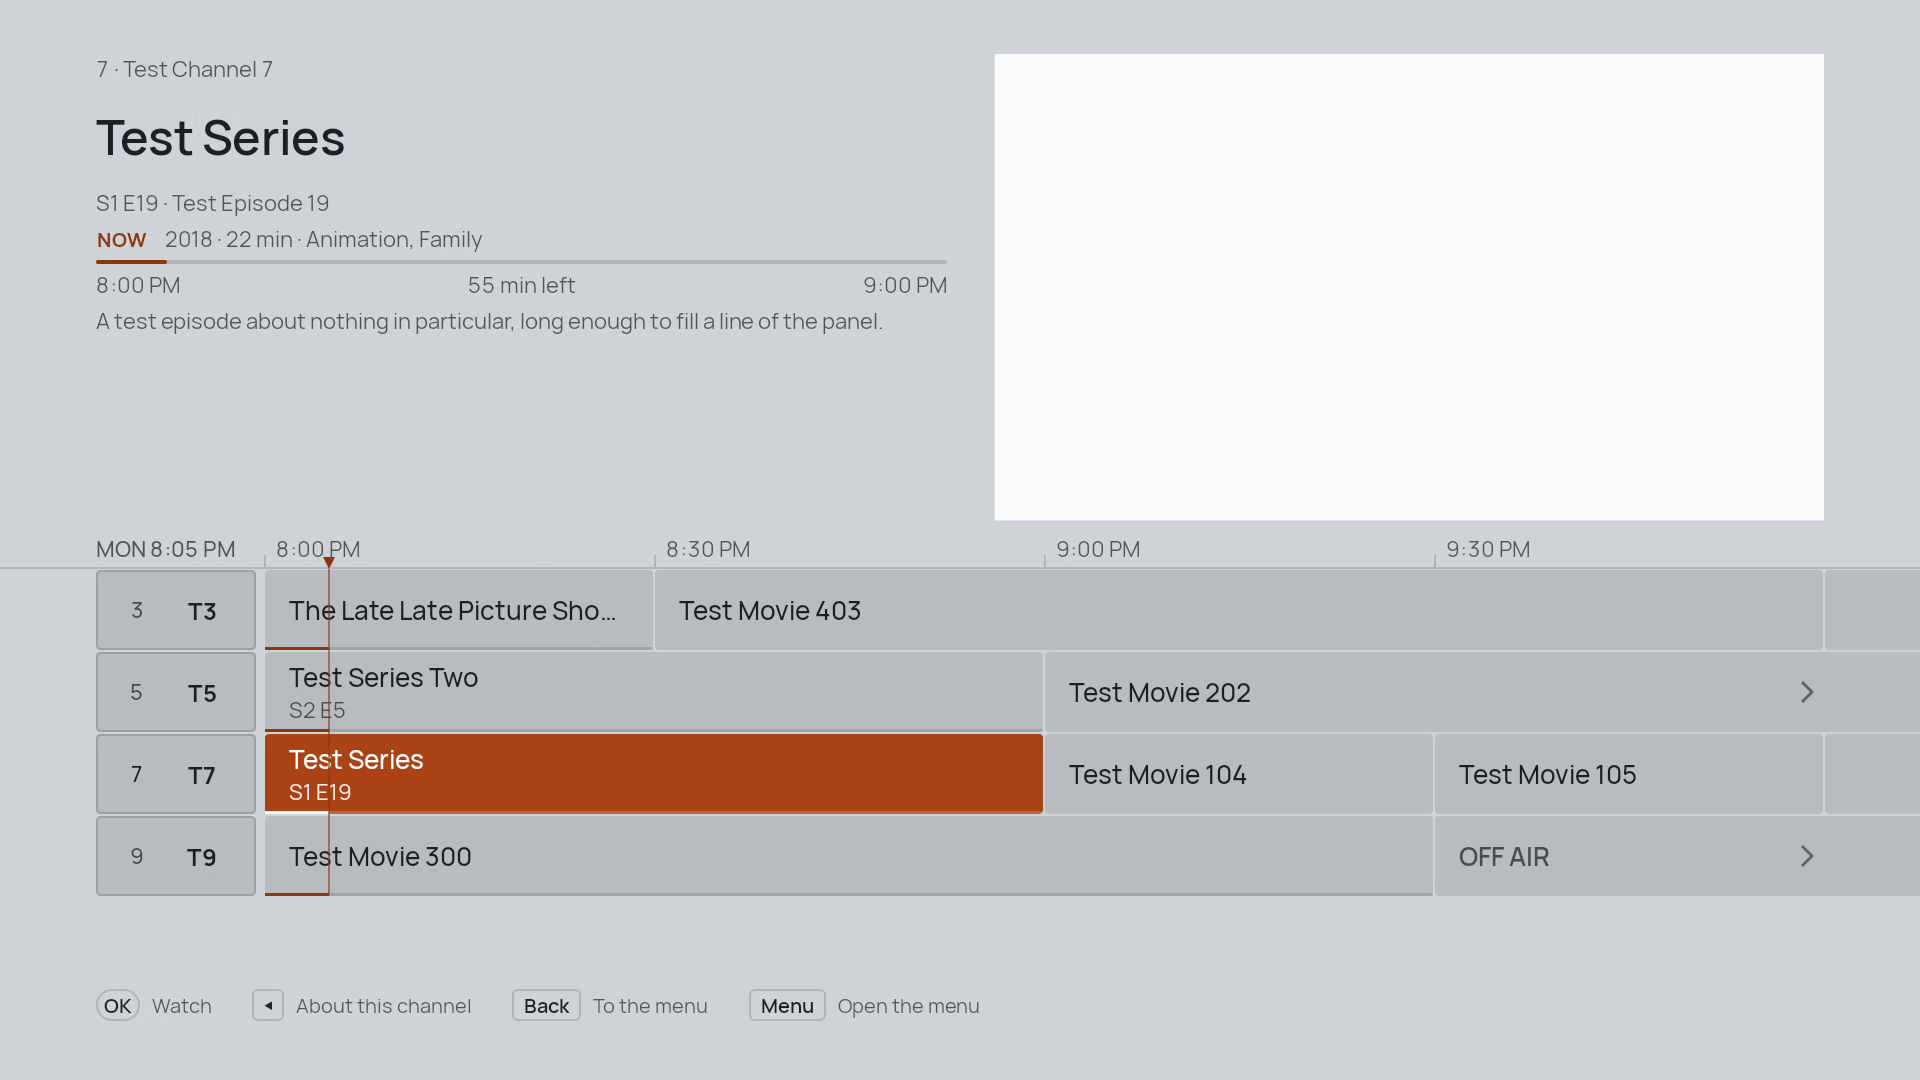 7 · Test Channel 7
Test Series
S1 E19 · Test Episode 19
NOW 2018 · 22 min · Animation, Family
8:00 PM 55 min left 9:00 PM
A test episode about nothing in particular, long enough to fill a line of the panel.
MON 8:05 PM 8:00 PM 8:30 PM 9:00 PM 9:30 PM
3 T3 The Late Late Picture Sho... Test Movie 403
5 T5 Test Series Two Test Movie 202
S2 E5
7 T7 Test Series Test Movie 104 Test Movie 105
S1 E19
9 T9 Test Movie 300 OFF AIR
OK Watch About this channel Back To the menu Menu Open the menu